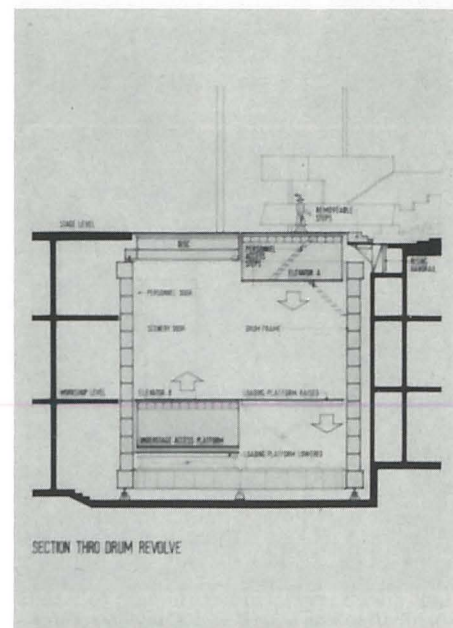 REMOVEABLE
STEPS
STAGE LEVEL
DISC
PERSONNEL
ACCESS
STEPS
ELEVATOR A
RISING
HANDRAIL
PERSONNEL DOOR
SCENERY DOOR
DRUM FRAME
WORKSHOP LEVEL
ELEVATOR B
LOADING PLATFORM RAISED
UNDERSTAGE ACCESS PLATFORM
LOADING PLATFORM LOWERED
SECTION THRO DRUM REVOLVE